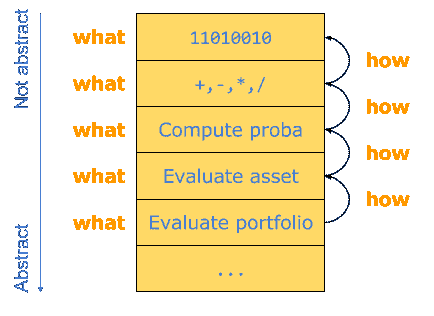 Not abstract
Abstract
what
11010010
how
what
+,-,*,/
how
what
Compute proba
how
what
Evaluate asset
how
what
Evaluate portfolio
...